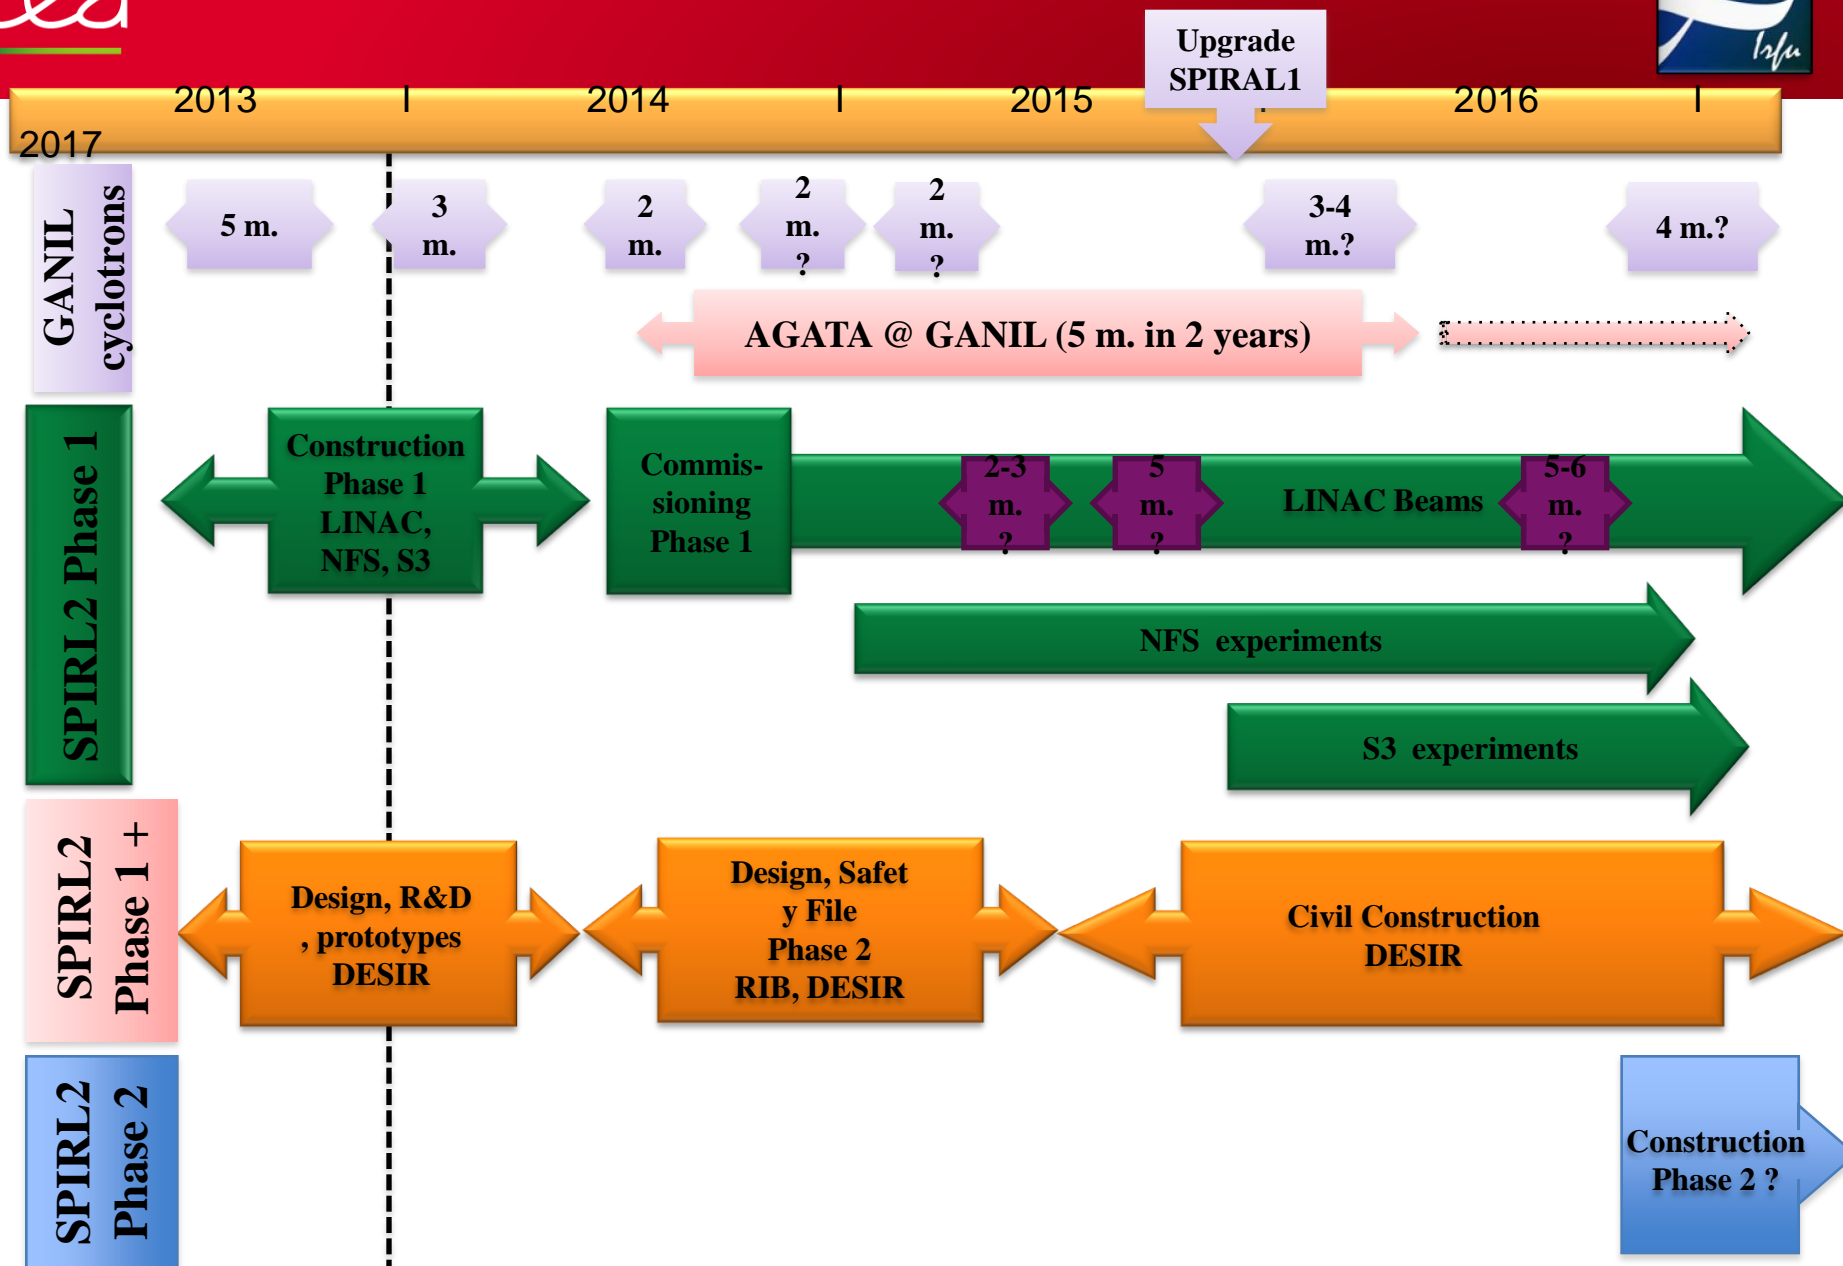 cea
Irfu
Upgrade
SPIRAL1
2013 I 2014 I 2015 2016 I
2017
GANIL
cyclotrons
5 m.
3
m.
2
m.
2
m.
?
2
m.
?
3-4
m.?
4 m.?
AGATA @ GANIL (5 m. in 2 years)
SPIRL2 Phase 1
Construction
Phase 1
LINAC,
NFS, S3
Commis-
sioning
Phase 1
2-3
m.
?
5
m.
?
LINAC Beams
5-6
m.
?
NFS experiments
S3 experiments
SPIRL2
Phase 1 +
Design, R&D
, prototypes
DESIR
Design, Safet
y File
Phase 2
RIB, DESIR
Civil Construction
DESIR
SPIRL2
Phase 2
Construction
Phase 2 ?